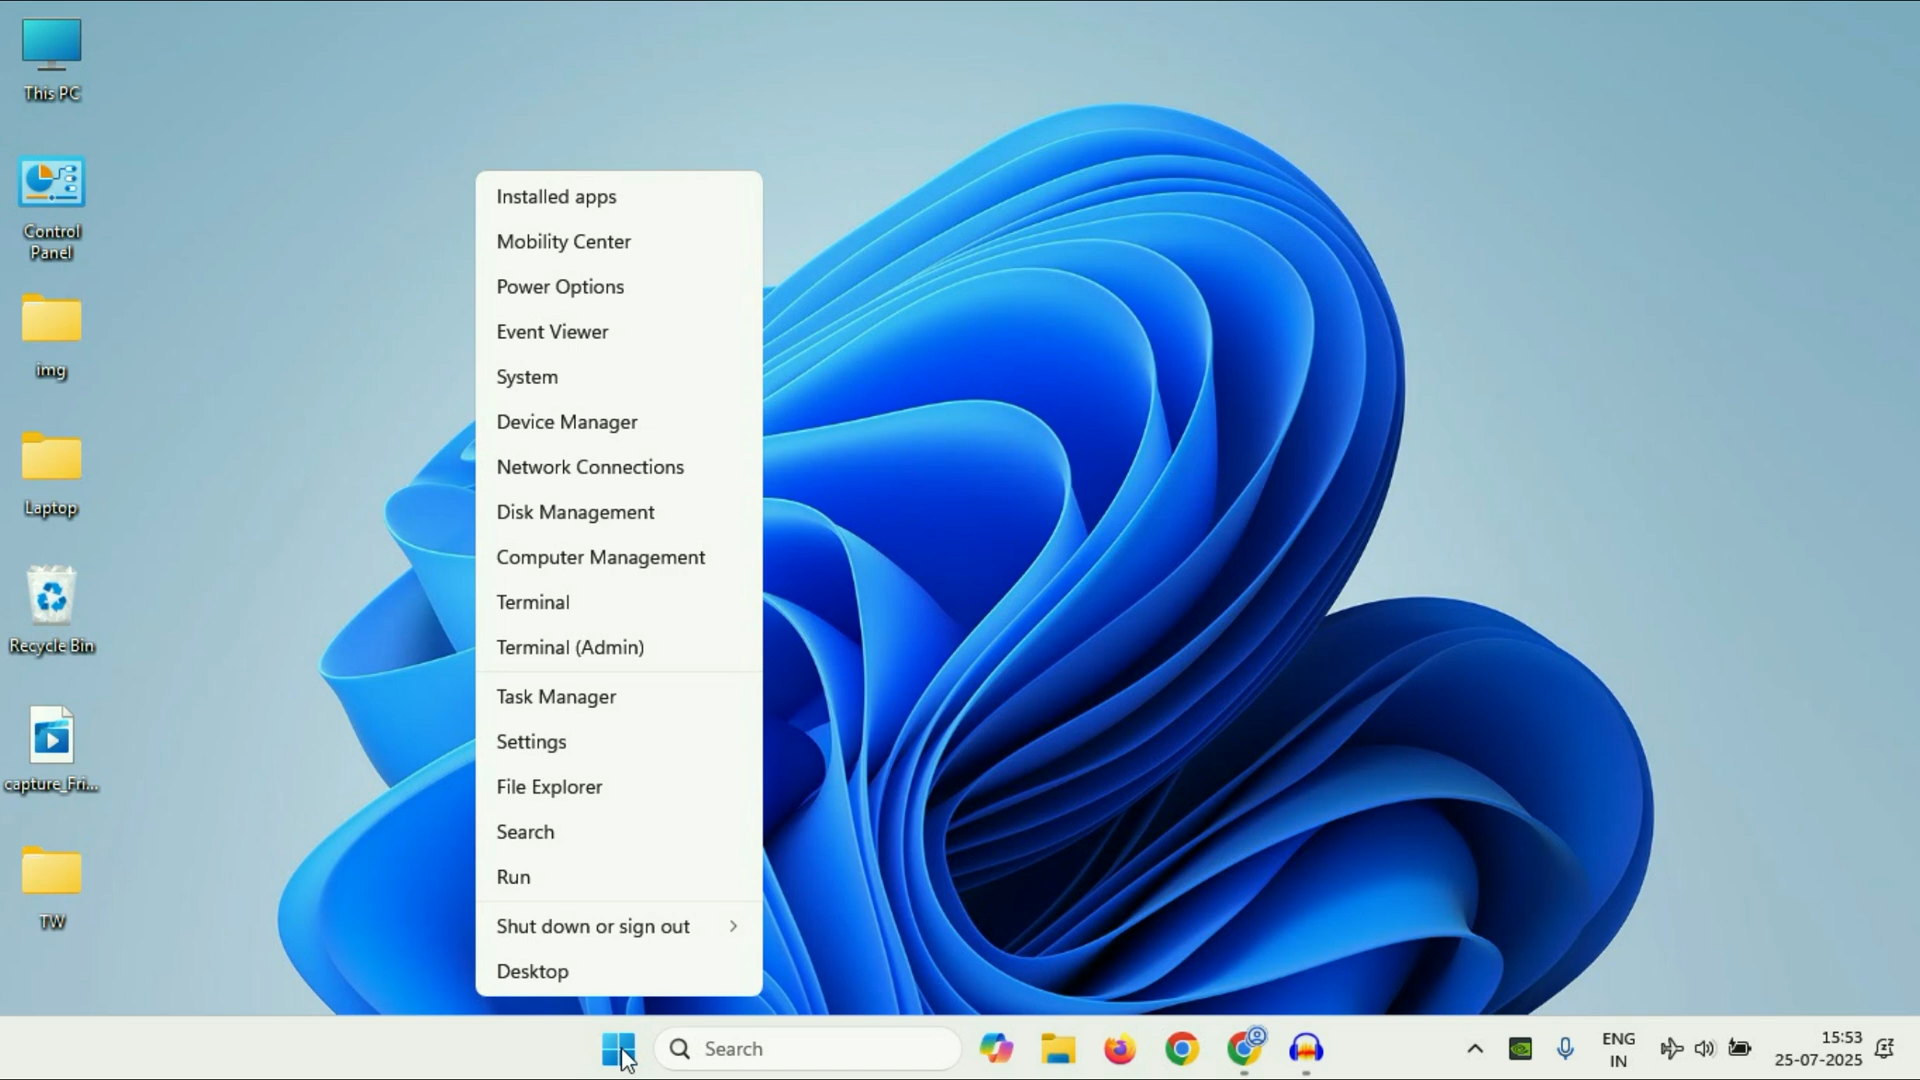 This PC
Control
Panel
img
Laptop
Recycle Bin
capture_Fri...
TW
Installed apps
Mobility Center
Power Options
Event Viewer
System
Device Manager
Network Connections
Disk Management
Computer Management
Terminal
Terminal (Admin)
Task Manager
Settings
File Explorer
Search
Run
Shut down or sign out
Desktop
Search
ENG
IN
15:53
25-07-2025